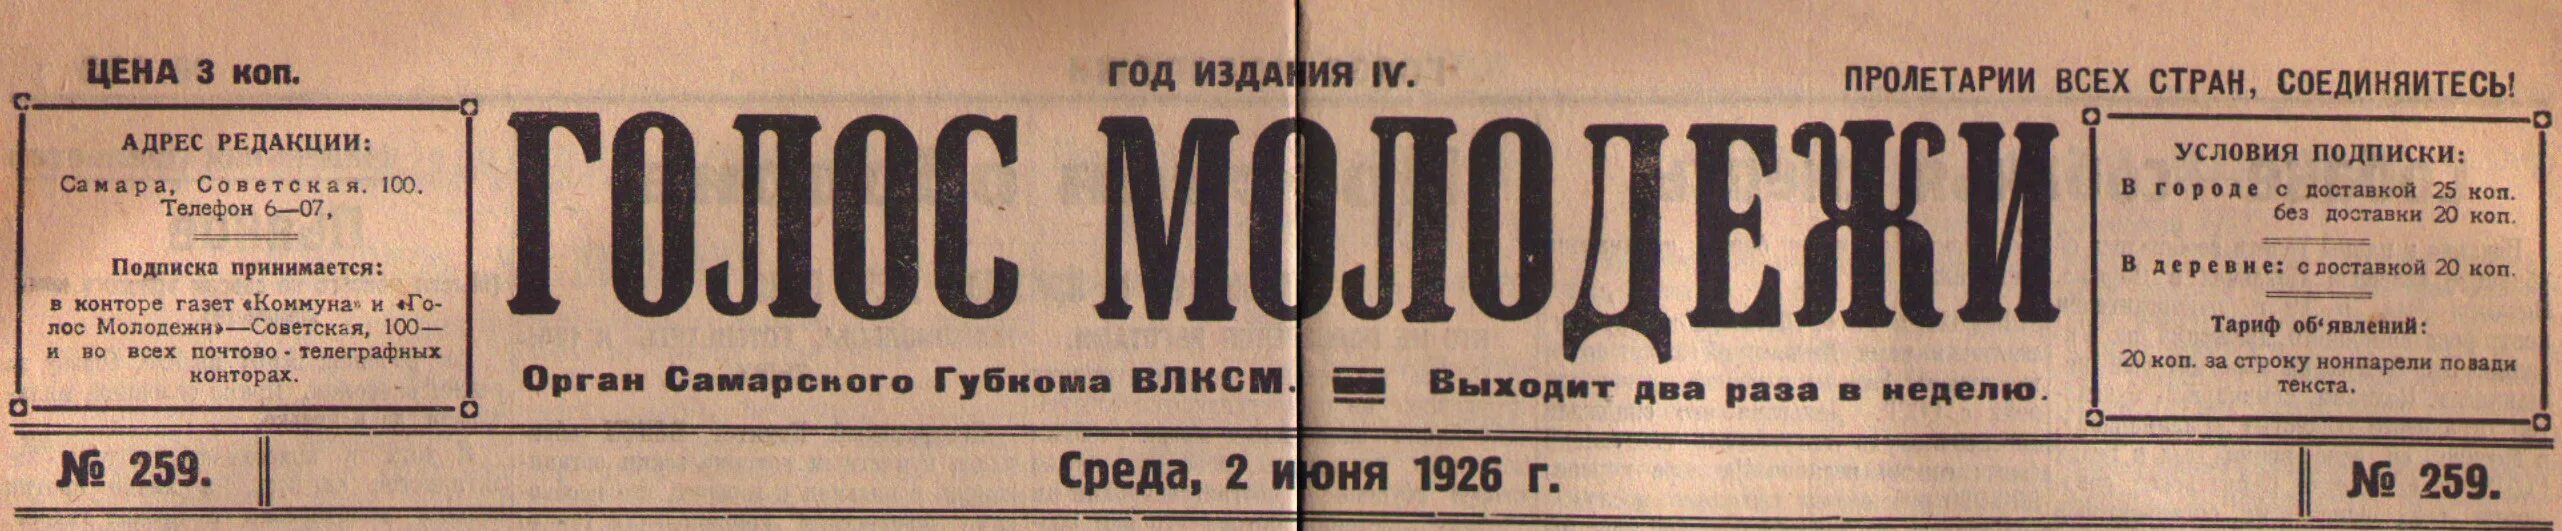 ЦЕНА 3 коп.
ГОД ИЗДАНИЯ IV.
ПРОЛЕТАРИИ ВСЕХ СТРАН, СОЕДИНЯЙТЕСЬ!
АДРЕС РЕДАКЦИИ:
Самара, Советская. 100.
Телефон 6—07,
Подписка принимается:
в конторе газет «Коммуна» и «Го-
лос Молодежи»—Советская, 100—
и во всех почтово-телеграфных
конторах.
ГОЛОС МОЛОДЕЖИ
Орган Самарского Губкома ВЛКСМ.
Выходит два раза в неделю.
УСЛОВИЯ ПОДПИСКИ:
В городе с доставкой 25 коп.
без доставки 20 коп.
В деревне: с доставкой 20 коп.
Тариф об'явлений:
20 коп. за строку нонпарели позади
текста.
№ 259.
Среда, 2 июня 1926 г.
№ 259.